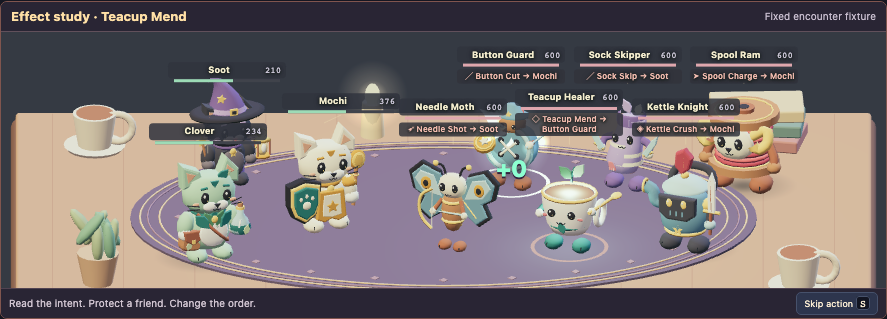 Effect study · Teacup Mend
Fixed encounter fixture
Button Guard 600
Button Cut → Mochi
Sock Skipper 600
Sock Skip → Soot
Spool Ram 600
Spool Charge → Mochi
Soot 210
Mochi 376
Clover 234
Needle Moth 600
Needle Shot → Soot
Teacup Healer 600
Teacup Mend →
Button Guard
Kettle Knight 600
Kettle Crush → Mochi
+0
Read the intent. Protect a friend. Change the order.
Skip action S